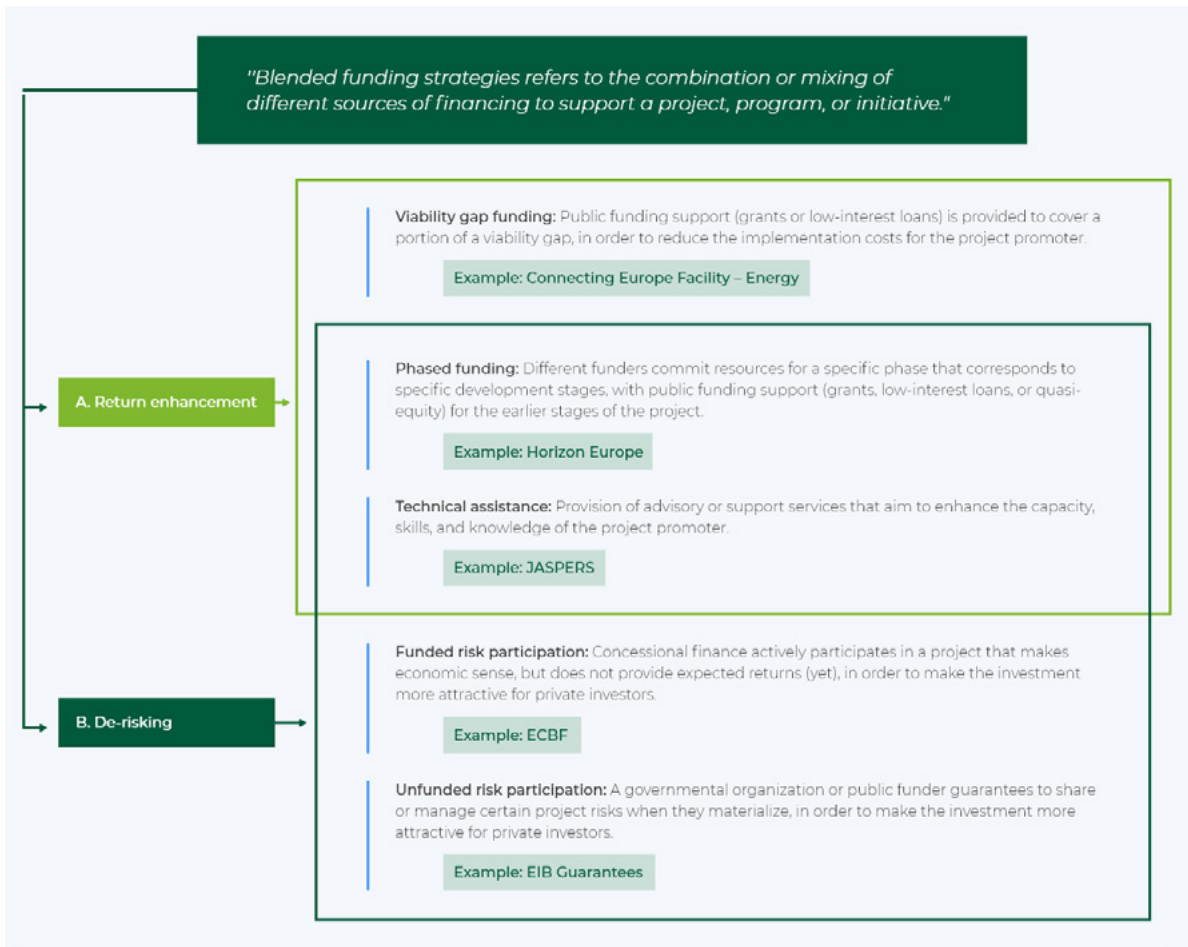 "Blended funding strategies refers to the combination or mixing of
different sources of financing to support a project, program, or initiative."
Viability gap funding: Public funding support (grants or low-interest loans) is provided to cover a
portion of a viability gap, in order to reduce the implementation costs for the project promoter.
Example: Connecting Europe Facility – Energy
A. Return enhancement
Phased funding: Different funders commit resources for a specific phase that corresponds to
specific development stages, with public funding support (grants, low-interest loans, or quasi-
equity) for the earlier stages of the project.
Example: Horizon Europe
Technical assistance: Provision of advisory or support services that aim to enhance the capacity,
skills, and knowledge of the project promoter.
Example: JASPERS
B. De-risking
Funded risk participation: Concessional finance actively participates in a project that makes
economic sense, but does not provide expected returns (yet), in order to make the investment
more attractive for private investors.
Example: ECBF
Unfunded risk participation: A governmental organization or public funder guarantees to share
or manage certain project risks when they materialize, in order to make the investment more
attractive for private investors.
Example: EIB Guarantees